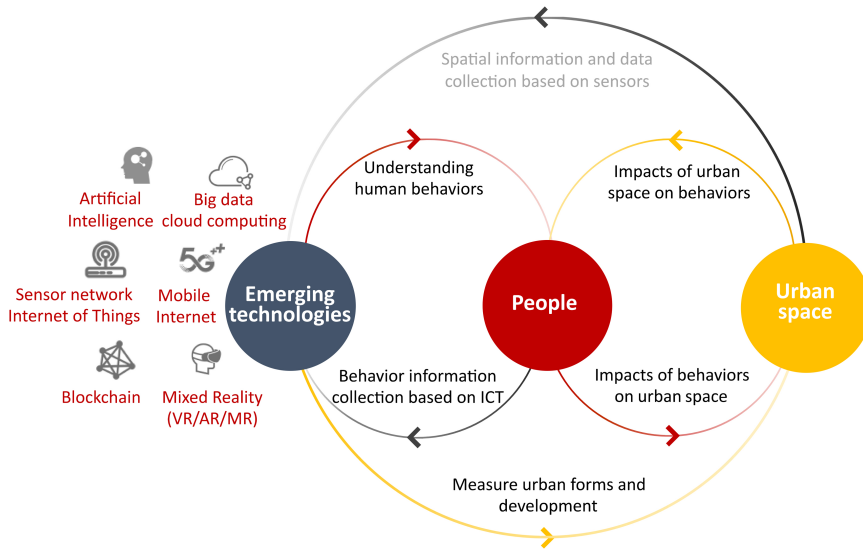 Spatial information and data
collection based on sensors
Understanding
human behaviors
Impacts of urban
space on behaviors
Artificial
Intelligence
Big data
cloud computing
5G++
Sensor network
Internet of Things
Mobile
Internet
Blockchain
Mixed Reality
(VR/AR/MR)
Emerging
technologies
People
Urban
space
Behavior information
collection based on ICT
Impacts of behaviors
on urban space
Measure urban forms and
development